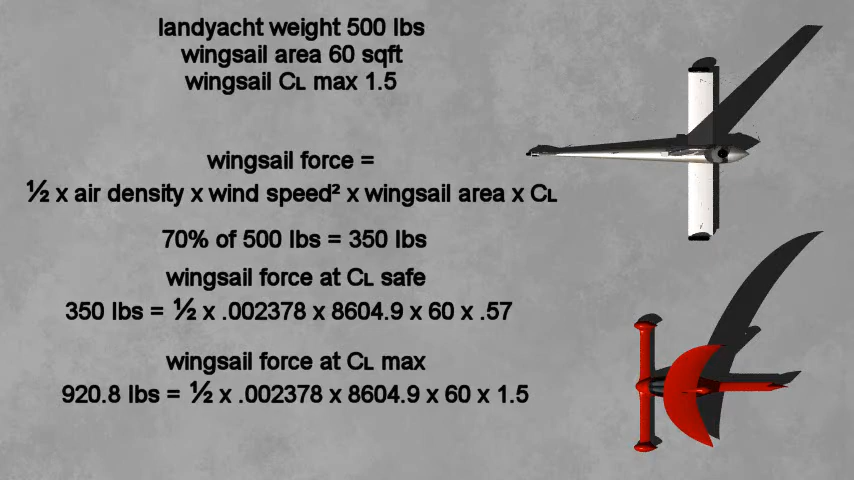 landyacht weight 500 lbs
wingsail area 60 sqft
wingsail CL max 1.5
wingsail force =
½ x air density x wind speed² x wingsail area x CL
70% of 500 lbs = 350 lbs
wingsail force at CL safe
350 lbs = ½ x .002378 x 8604.9 x 60 x .57
wingsail force at CL max
920.8 lbs = ½ x .002378 x 8604.9 x 60 x 1.5